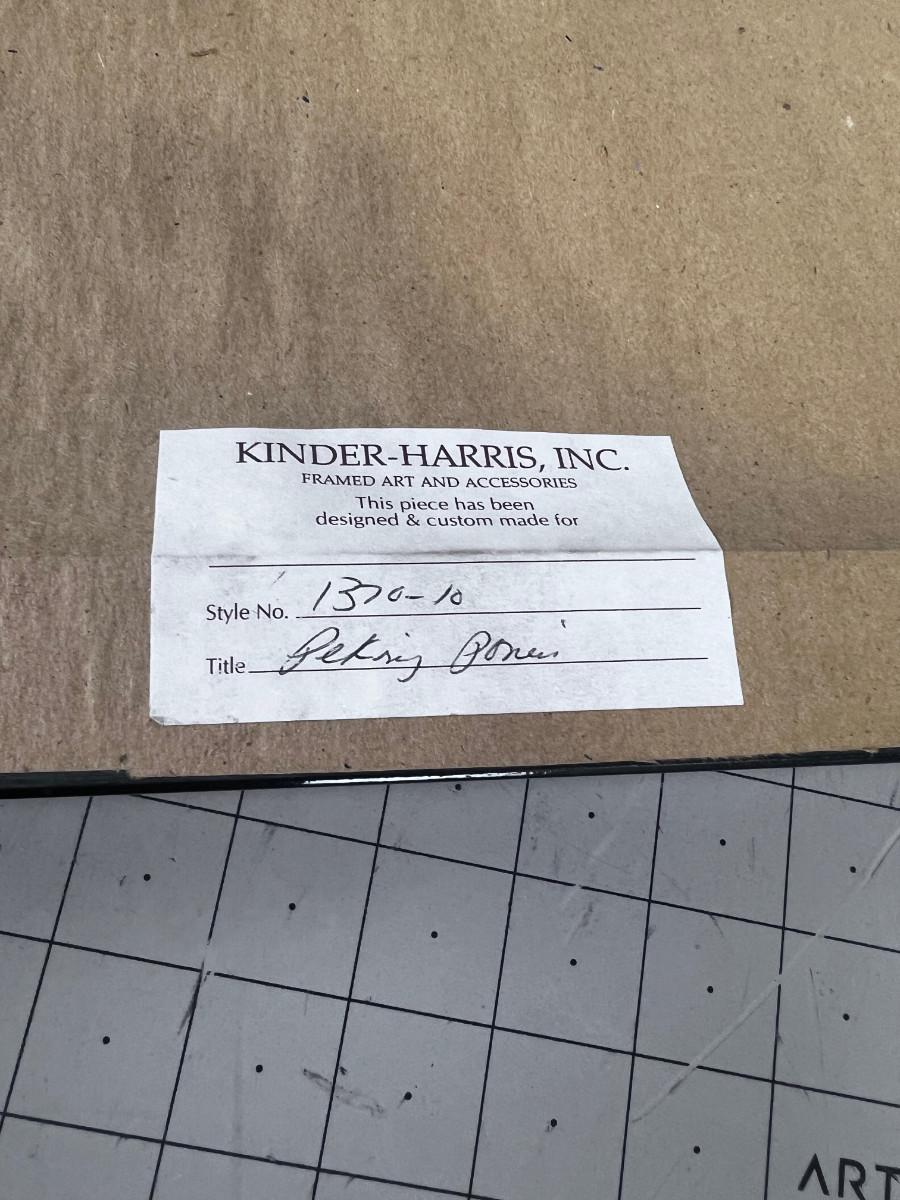 KINDER-HARRIS, INC.
FRAMED ART AND ACCESSORIES
This piece has been
designed & custom made for
Style No. 1370-10
Title Peking
ART